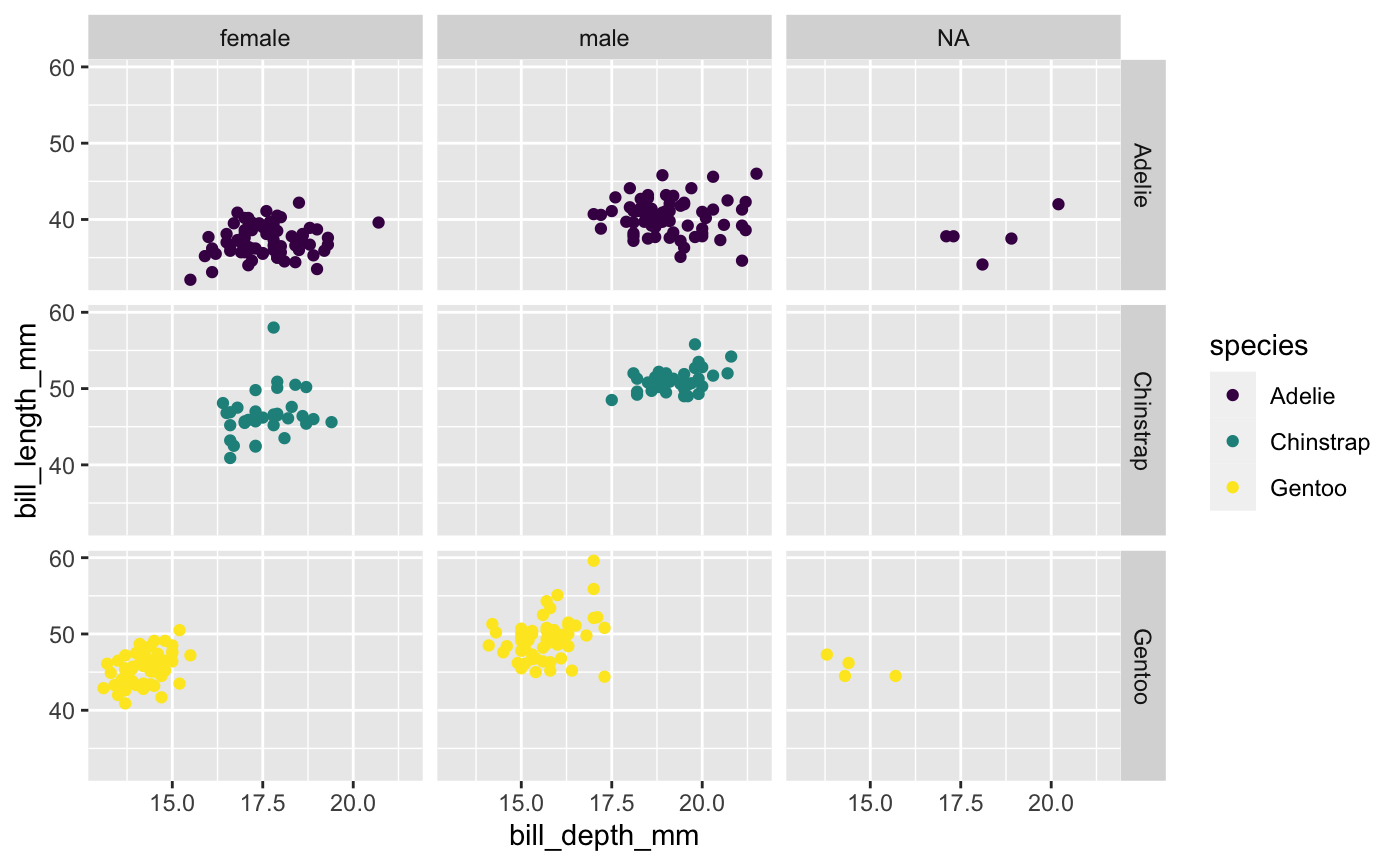 female male NA
60
50
40
Adelie
60
50
40
Chinstrap
60
50
40
Gentoo
bill_length_mm
15.0 17.5 20.0 15.0 17.5 20.0 15.0 17.5 20.0
bill_depth_mm
species
Adelie
Chinstrap
Gentoo